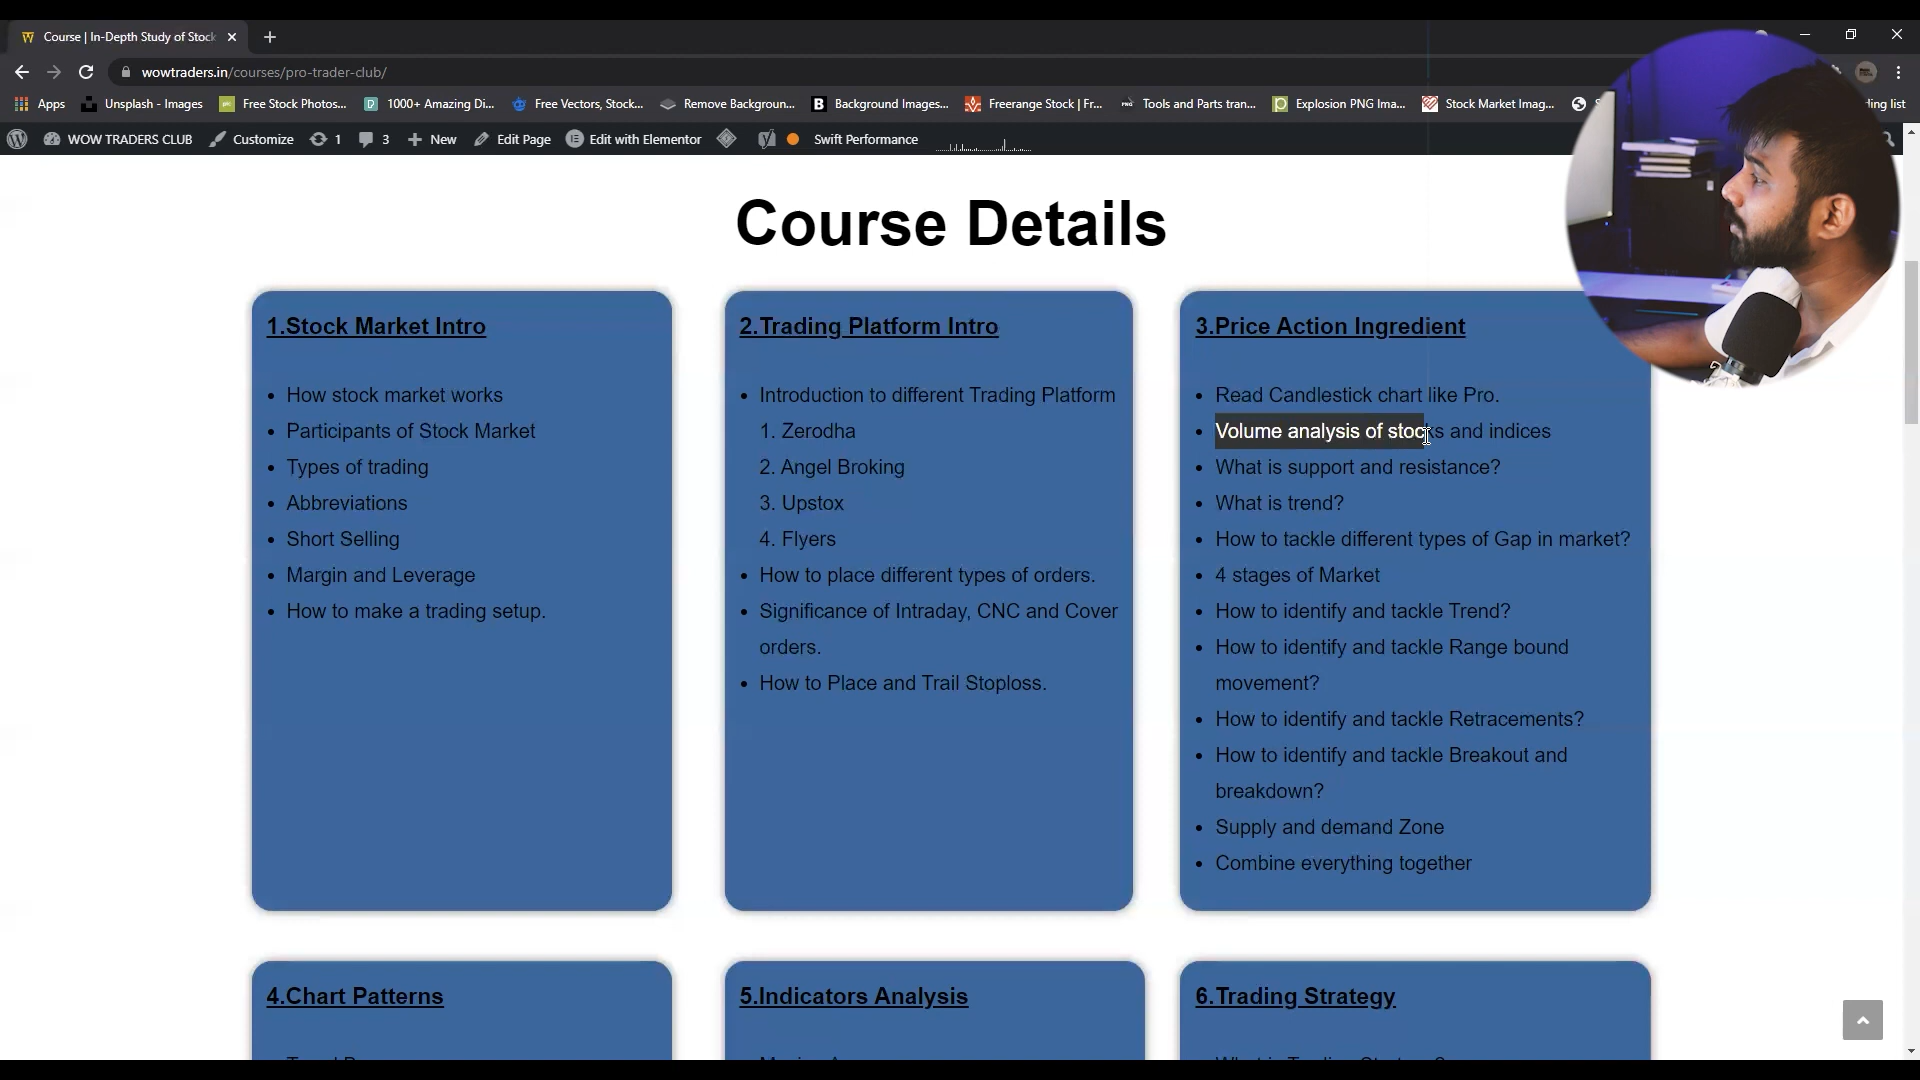 Course | In-Depth Study of Stock
wowtraders.in/courses/pro-trader-club/
Apps Unsplash - Images Free Stock Photos... 1000+ Amazing Di... Free Vectors, Stock... Remove Backgroun... Background Images... Freerange Stock | Fr... Tools and Parts tran... Explosion PNG Ima... Stock Market Imag... ding list
WOW TRADERS CLUB Customize 1 3 New Edit Page Edit with Elementor Swift Performance
Course Details
1.Stock Market Intro
How stock market works
Participants of Stock Market
Types of trading
Abbreviations
Short Selling
Margin and Leverage
How to make a trading setup.
2.Trading Platform Intro
Introduction to different Trading Platform
1. Zerodha
2. Angel Broking
3. Upstox
4. Flyers
How to place different types of orders.
Significance of Intraday, CNC and Cover
orders.
How to Place and Trail Stoploss.
3.Price Action Ingredient
Read Candlestick chart like Pro.
Volume analysis of stocks and indices
What is support and resistance?
What is trend?
How to tackle different types of Gap in market?
4 stages of Market
How to identify and tackle Trend?
How to identify and tackle Range bound
movement?
How to identify and tackle Retracements?
How to identify and tackle Breakout and
breakdown?
Supply and demand Zone
Combine everything together
4.Chart Patterns
5.Indicators Analysis
6.Trading Strategy